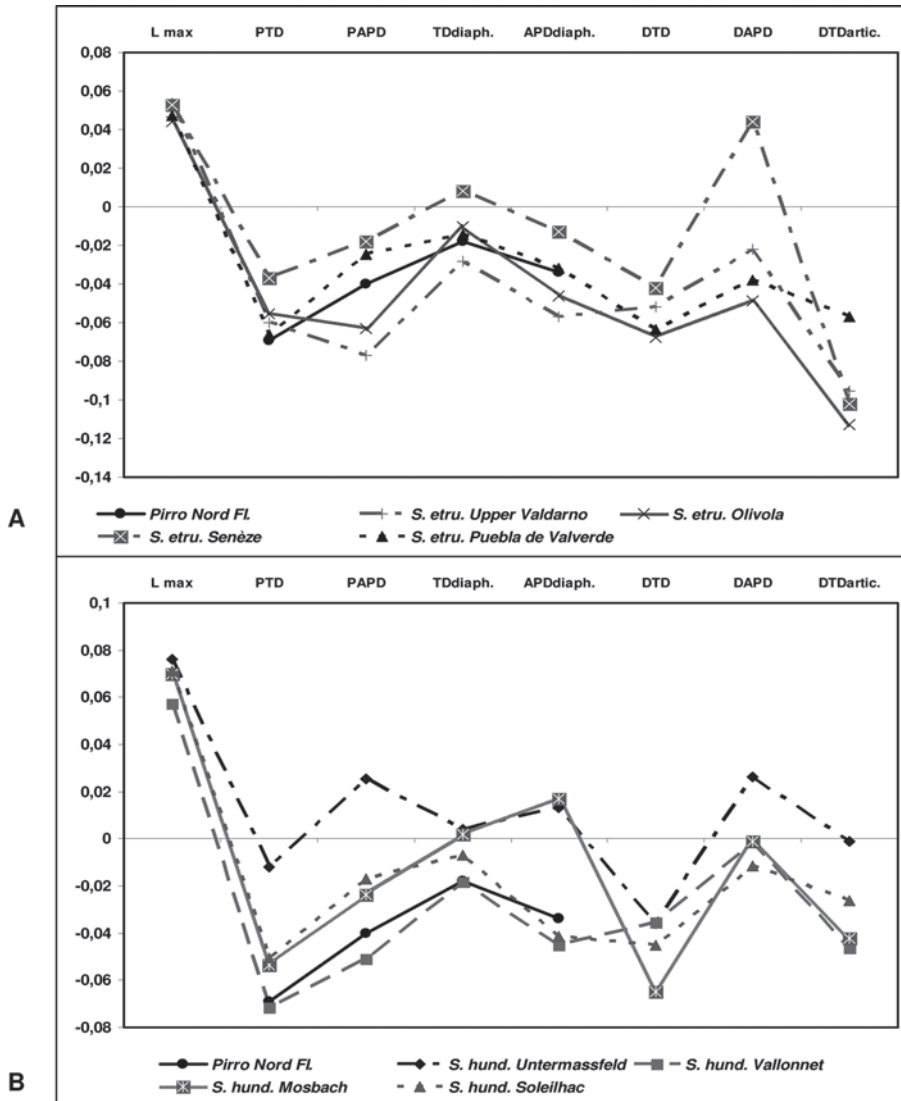 L max PTD PAPD TDdiaph. APDdiaph. DTD DAPD DTDartic.
0,08
0,06
0,04
0,02
0
-0,02
-0,04
-0,06
-0,08
-0,1
-0,12
-0,14
A
Pirro Nord Fl. S. etru. Upper Valdarno S. etru. Olivola
S. etru. Senèze S. etru. Puebla de Valverde
L max PTD PAPD TDdiaph. APDdiaph. DTD DAPD DTDartic.
0,1
0,08
0,06
0,04
0,02
0
-0,02
-0,04
-0,06
-0,08
Pirro Nord Fl. S. hund. Untermassfeld S. hund. Vallonnet
B
S. hund. Mosbach S. hund. Soleilhac